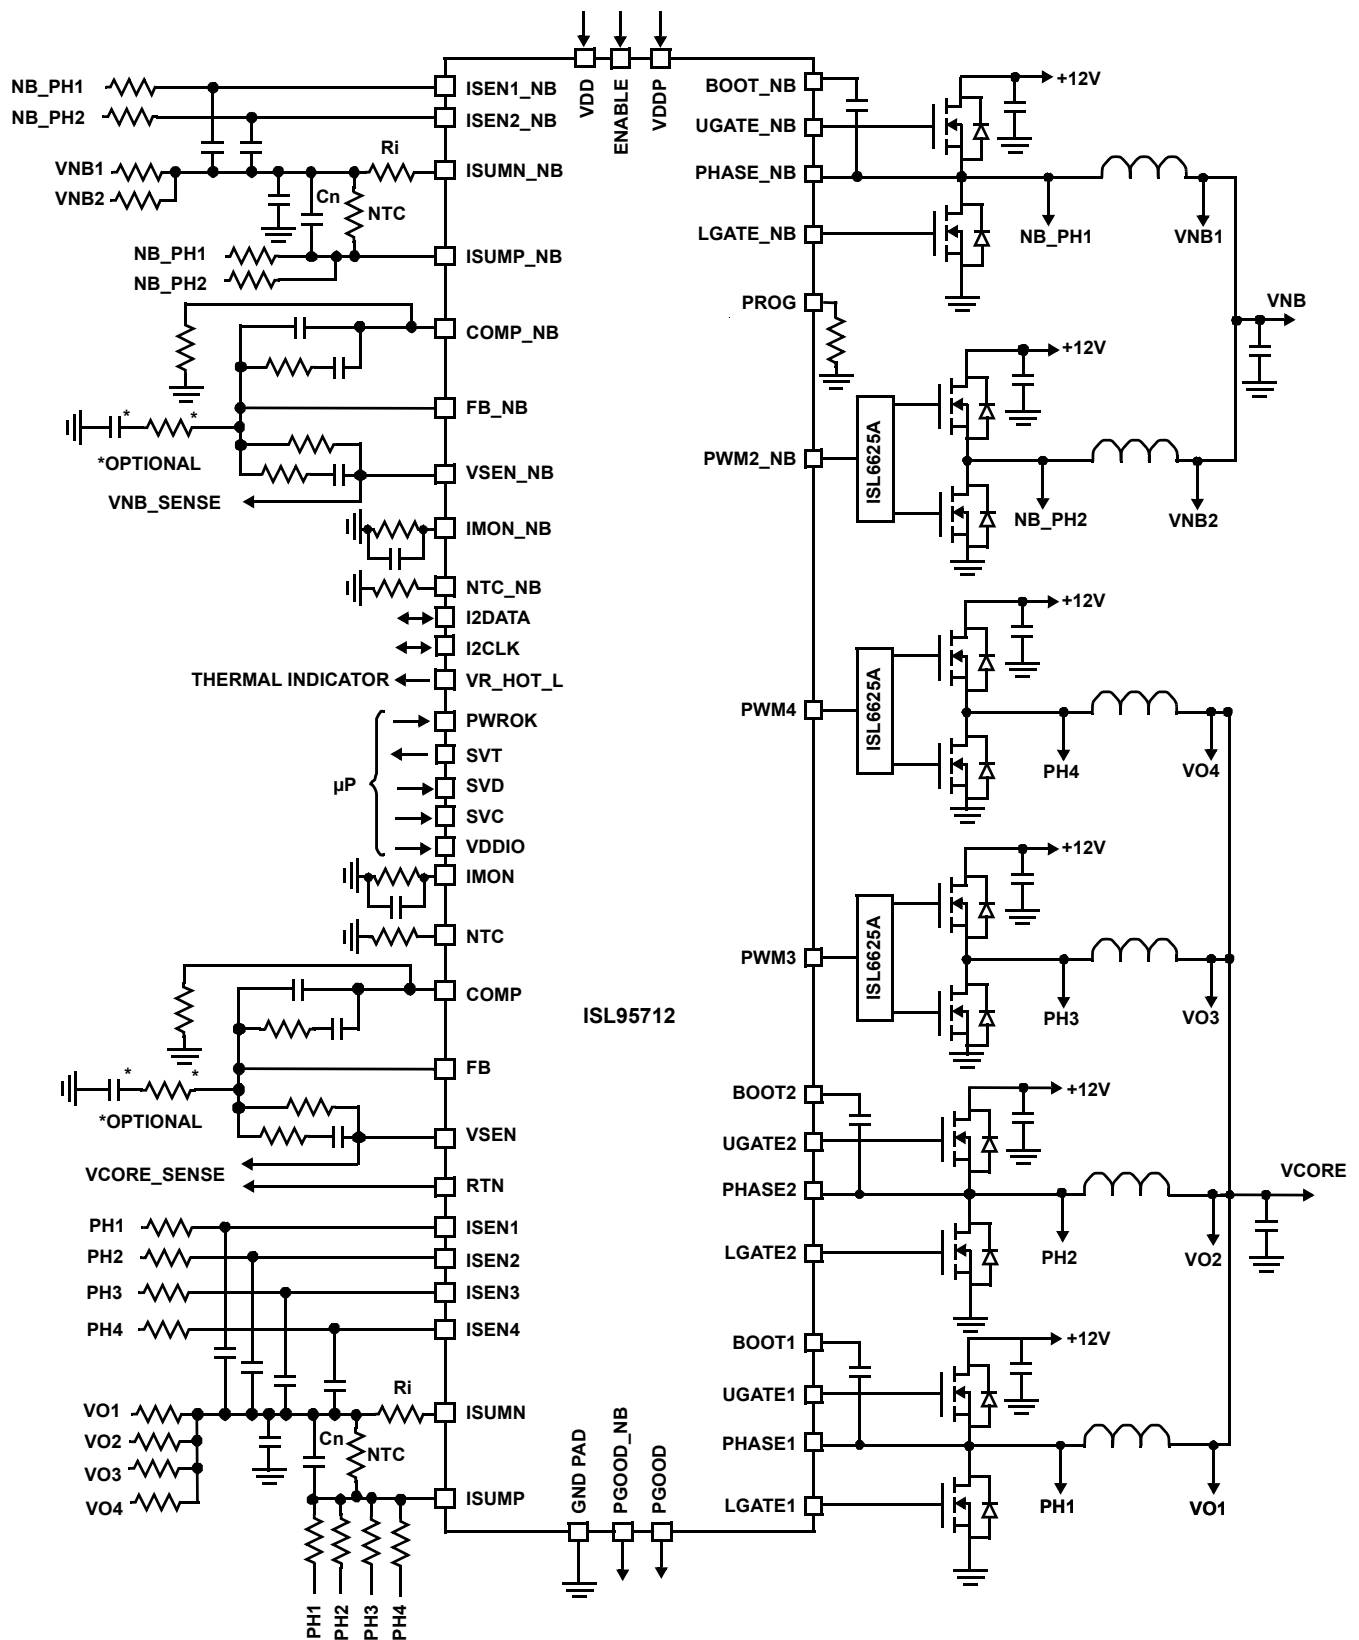 VDD
ENABLE
VDDP
NB_PH1
NB_PH2
VNB1
VNB2
Ri
Cn
NTC
NB_PH1
NB_PH2
ISEN1_NB
ISEN2_NB
ISUMN_NB
ISUMP_NB
COMP_NB
FB_NB
* *
*OPTIONAL
VSEN_NB
VNB_SENSE
IMON_NB
NTC_NB
I2DATA
I2CLK
THERMAL INDICATOR
VR_HOT_L
µP
PWROK
SVT
SVD
SVC
VDDIO
IMON
NTC
COMP
FB
* *
*OPTIONAL
VSEN
VCORE_SENSE
RTN
PH1
PH2
PH3
PH4
ISEN1
ISEN2
ISEN3
ISEN4
VO1
VO2
VO3
VO4
Ri
Cn
NTC
ISUMN
ISUMP
PH1
PH2
PH3
PH4
ISL95712
GND PAD
PGOOD_NB
PGOOD
BOOT_NB
UGATE_NB
PHASE_NB
LGATE_NB
PROG
PWM2_NB
PWM4
PWM3
BOOT2
UGATE2
PHASE2
LGATE2
BOOT1
UGATE1
PHASE1
LGATE1
+12V
NB_PH1
VNB1
VNB
+12V
ISL6625A
NB_PH2
VNB2
+12V
ISL6625A
PH4
VO4
+12V
ISL6625A
PH3
VO3
+12V
PH2
VO2
VCORE
+12V
PH1
VO1